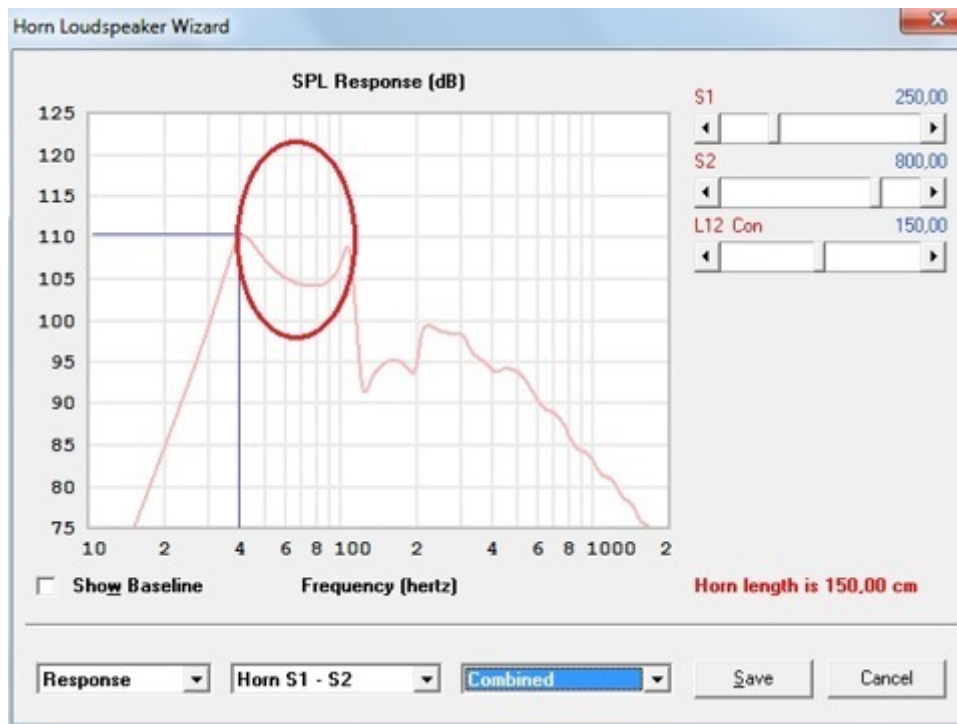 Horn Loudspeaker Wizard
SPL Response (dB)
125
120
115
110
105
100
95
90
85
80
75
10 2 4 6 8 100 2 4 6 8 1000 2
Show Baseline
Frequency (hertz)
S1 250,00
S2 800,00
L12 Con 150,00
Horn length is 150,00 cm
Response
Horn S1 - S2
Combined
Save
Cancel